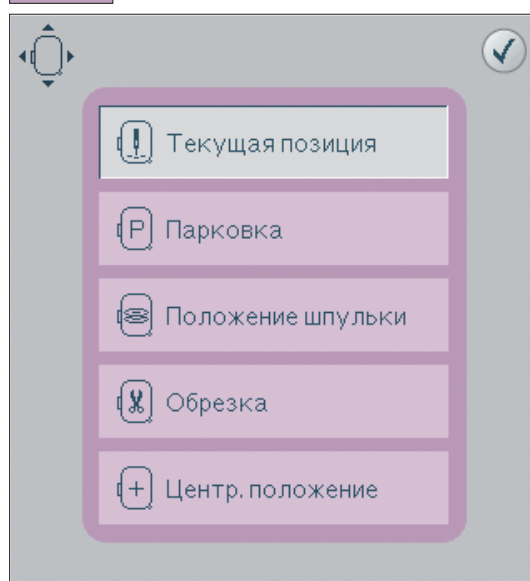 Текущая позиция
P Парковка
Положение шпульки
Обрезка
Центр. положение